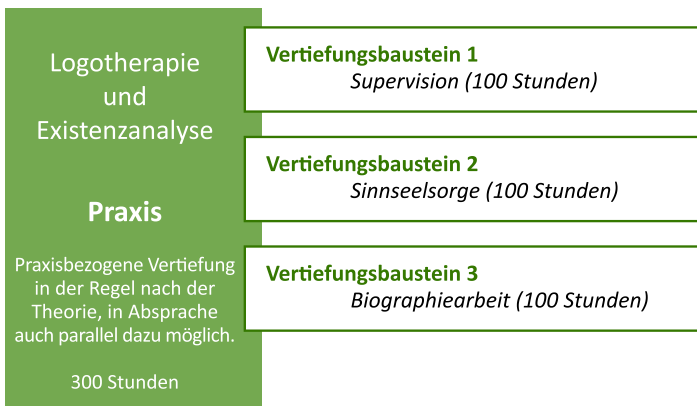 Logotherapie
und
Existenzanalyse
Praxis
Praxisbezogene Vertiefung
in der Regel nach der
Theorie, in Absprache
auch parallel dazu möglich.
300 Stunden
Vertiefungsbaustein 1
Supervision (100 Stunden)
Vertiefungsbaustein 2
Sinnseelsorge (100 Stunden)
Vertiefungsbaustein 3
Biographiearbeit (100 Stunden)